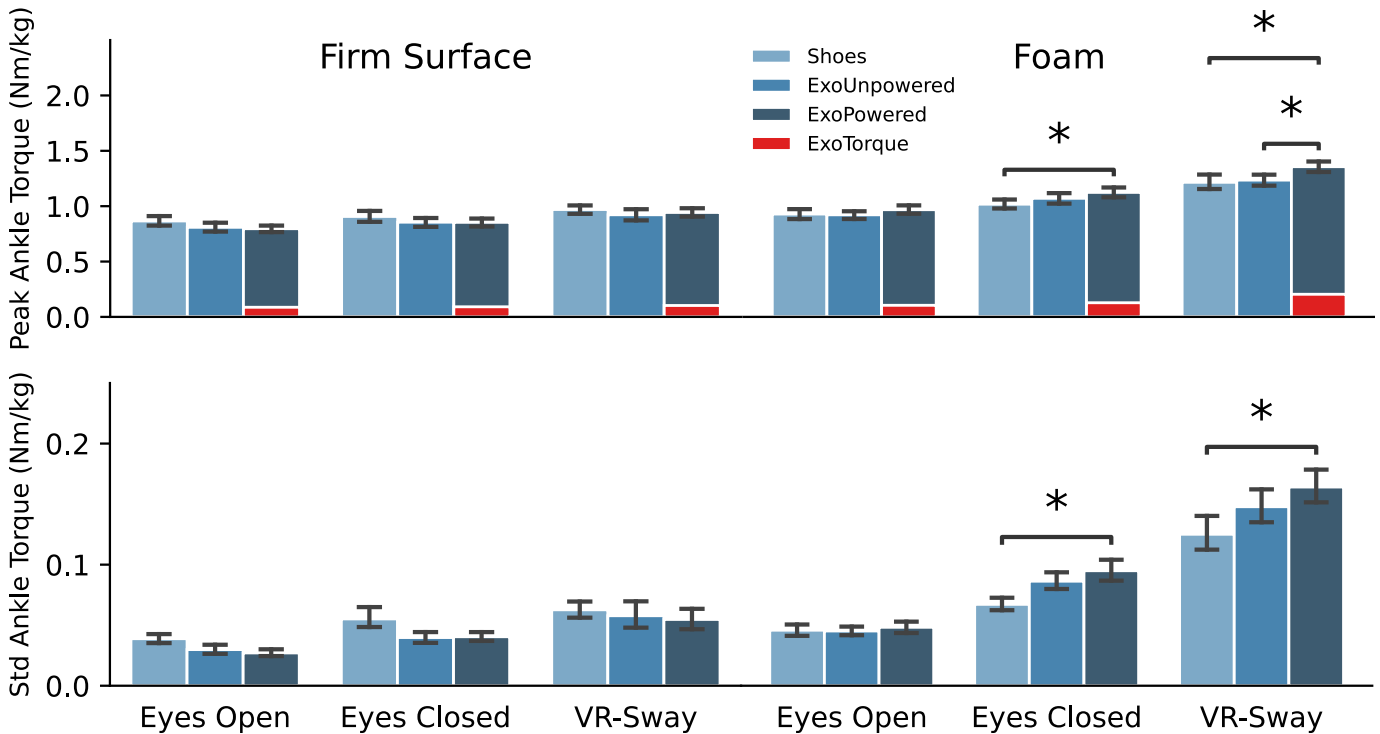 Firm Surface
Foam
Shoes
ExoUnpowered
ExoPowered
ExoTorque
*
*
*
Peak Ankle Torque (Nm/kg)
2.0
1.5
1.0
0.5
0.0
*
*
Std Ankle Torque (Nm/kg)
0.2
0.1
0.0
Eyes Open
Eyes Closed
VR-Sway
Eyes Open
Eyes Closed
VR-Sway